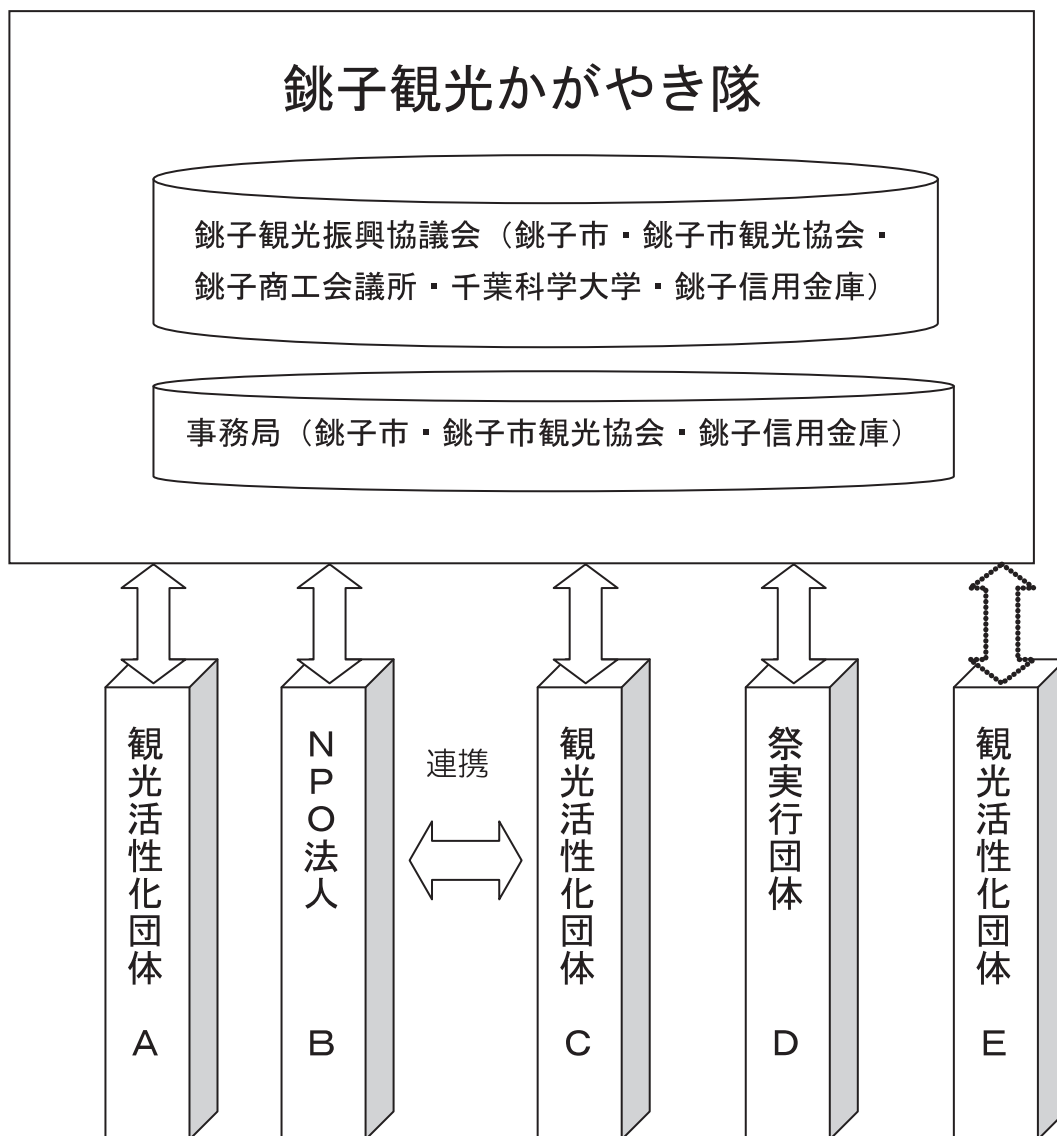 銚子観光かがやき隊
銚子観光振興協議会（銚子市・銚子市観光協会・
銚子商工会議所・千葉科学大学・銚子信用金庫）
事務局（銚子市・銚子市観光協会・銚子信用金庫）
観光活性化団体 A
NPO法人 B
連携
観光活性化団体 C
祭実行団体 D
観光活性化団体 E